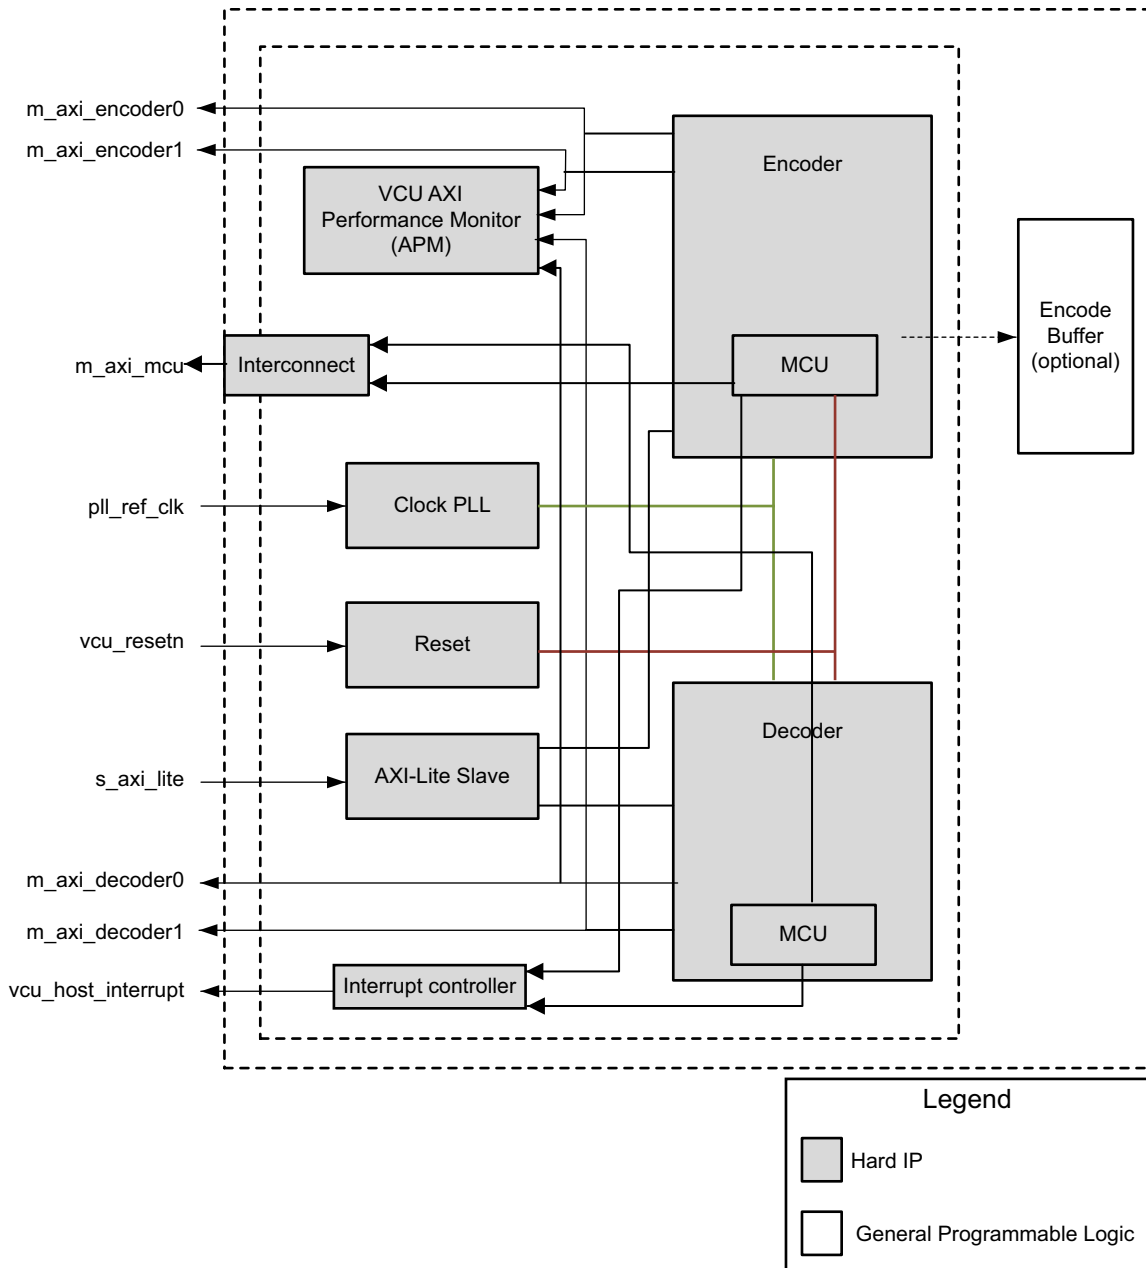 m_axi_encoder0
m_axi_encoder1
VCU AXI
Performance Monitor
(APM)
Encoder
Encode
Buffer
(optional)
m_axi_mcu
Interconnect
MCU
pll_ref_clk
Clock PLL
vcu_resetn
Reset
Decoder
s_axi_lite
AXI-Lite Slave
m_axi_decoder0
m_axi_decoder1
MCU
vcu_host_interrupt
Interrupt controller
Legend
Hard IP
General Programmable Logic